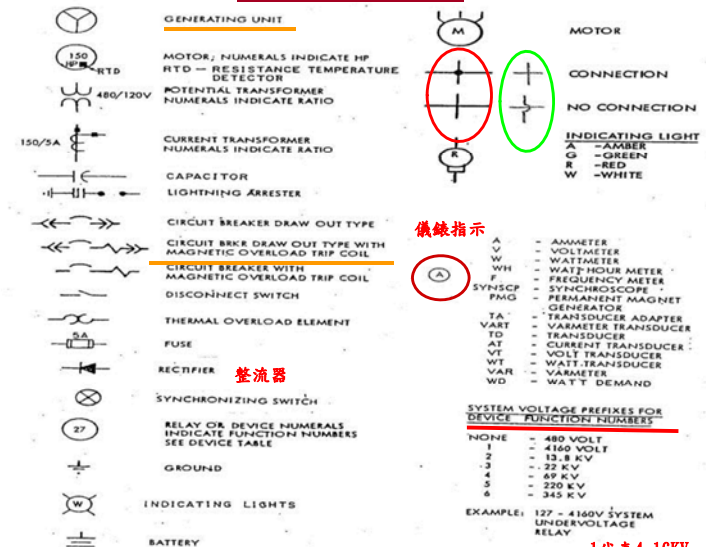 GENERATING UNIT
150
HP
RTD
MOTOR; NUMERALS INDICATE HP
RTD — RESISTANCE TEMPERATURE
DETECTOR
480/120V
POTENTIAL TRANSFORMER
NUMERALS INDICATE RATIO
150/5A
CURRENT TRANSFORMER
NUMERALS INDICATE RATIO
CAPACITOR
LIGHTNING ARRESTER
CIRCUIT BREAKER DRAW OUT TYPE
CIRCUIT BRKR DRAW OUT TYPE WITH
MAGNETIC OVERLOAD TRIP COIL
CIRCUIT BREAKER WITH
MAGNETIC OVERLOAD TRIP COIL
DISCONNECT SWITCH
THERMAL OVERLOAD ELEMENT
5A
FUSE
RECTIFIER
整流器
SYNCHRONIZING SWITCH
27
RELAY OR DEVICE NUMERALS
INDICATE FUNCTION NUMBERS
SEE DEVICE TABLE
GROUND
W
INDICATING LIGHTS
BATTERY
M
MOTOR
CONNECTION
NO CONNECTION
R
INDICATING LIGHT
A -AMBER
G -GREEN
R -RED
W -WHITE
儀錶指示
A
A - AMMETER
V - VOLTMETER
W - WATTMETER
WH - WATT HOUR METER
F - FREQUENCY METER
SYNSCP - SYNCHROSCOPE
PMG - PERMANENT MAGNET
GENERATOR
TA - TRANSDUCER ADAPTER
VART - VARMETER TRANSDUCER
TD - TRANSDUCER
AT - CURRENT TRANSDUCER
VT - VOLT TRANSDUCER
WT - WATT TRANSDUCER
VAR - VARMETER
WD - WATT DEMAND
SYSTEM VOLTAGE PREFIXES FOR
DEVICE FUNCTION NUMBERS
NONE - 480 VOLT
1 - 4160 VOLT
2 - 13.8 KV
3 - 22 KV
4 - 69 KV
5 - 220 KV
6 - 345 KV
EXAMPLE: 127 - 4160V SYSTEM
UNDERVOLTAGE
RELAY
1代表4.16KV